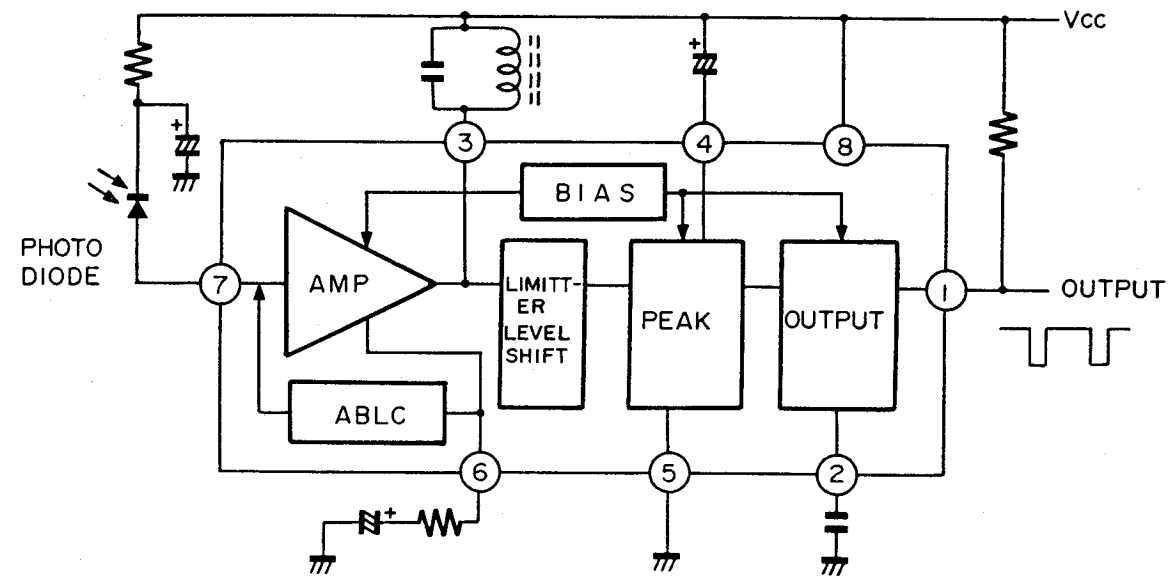 Vcc
+
+
3
4
8
BIAS
PHOTO
DIODE
7
AMP
LIMITT-
ER
LEVEL
SHIFT
PEAK
OUTPUT
1
OUTPUT
ABLC
6
5
2
+